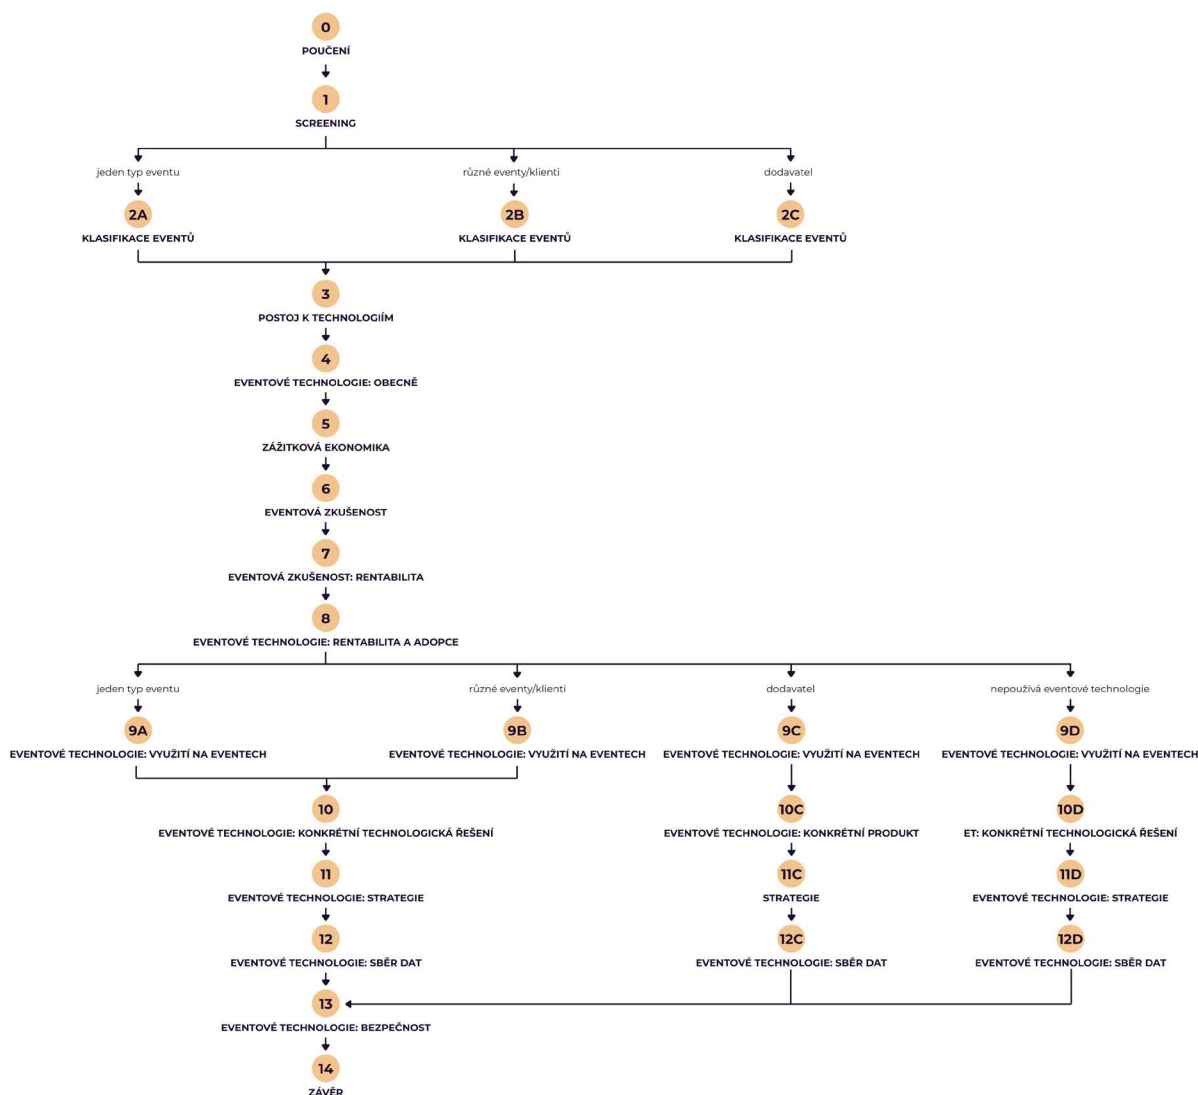 0
POUČENÍ
1
SCREENING
jeden typ eventu
různé eventy/klienti
dodavatel
2A
2B
2C
KLASIFIKACE EVENTŮ
KLASIFIKACE EVENTŮ
KLASIFIKACE EVENTŮ
3
POSTOJ K TECHNOLOGIÍM
4
EVENTOVÉ TECHNOLOGIE: OBECNĚ
5
ZÁŽITKOVÁ EKONOMIKA
6
EVENTOVÁ ZKUŠENOST
7
EVENTOVÁ ZKUŠENOST: RENTABILITA
8
EVENTOVÉ TECHNOLOGIE: RENTABILITA A ADOPCE
jeden typ eventu
různé eventy/klienti
dodavatel
nepoužívá eventové technologie
9A
9B
9C
9D
EVENTOVÉ TECHNOLOGIE: VYUŽITÍ NA EVENTECH
EVENTOVÉ TECHNOLOGIE: VYUŽITÍ NA EVENTECH
EVENTOVÉ TECHNOLOGIE: VYUŽITÍ NA EVENTECH
EVENTOVÉ TECHNOLOGIE: VYUŽITÍ NA EVENTECH
10
10C
10D
EVENTOVÉ TECHNOLOGIE: KONKRÉTNÍ TECHNOLOGICKÁ ŘEŠENÍ
EVENTOVÉ TECHNOLOGIE: KONKRÉTNÍ PRODUKT
ET: KONKRÉTNÍ TECHNOLOGICKÁ ŘEŠENÍ
11
11C
11D
EVENTOVÉ TECHNOLOGIE: STRATEGIE
STRATEGIE
EVENTOVÉ TECHNOLOGIE: STRATEGIE
12
12C
12D
EVENTOVÉ TECHNOLOGIE: SBĚR DAT
EVENTOVÉ TECHNOLOGIE: SBĚR DAT
EVENTOVÉ TECHNOLOGIE: SBĚR DAT
13
EVENTOVÉ TECHNOLOGIE: BEZPEČNOST
14
ZÁVĚR